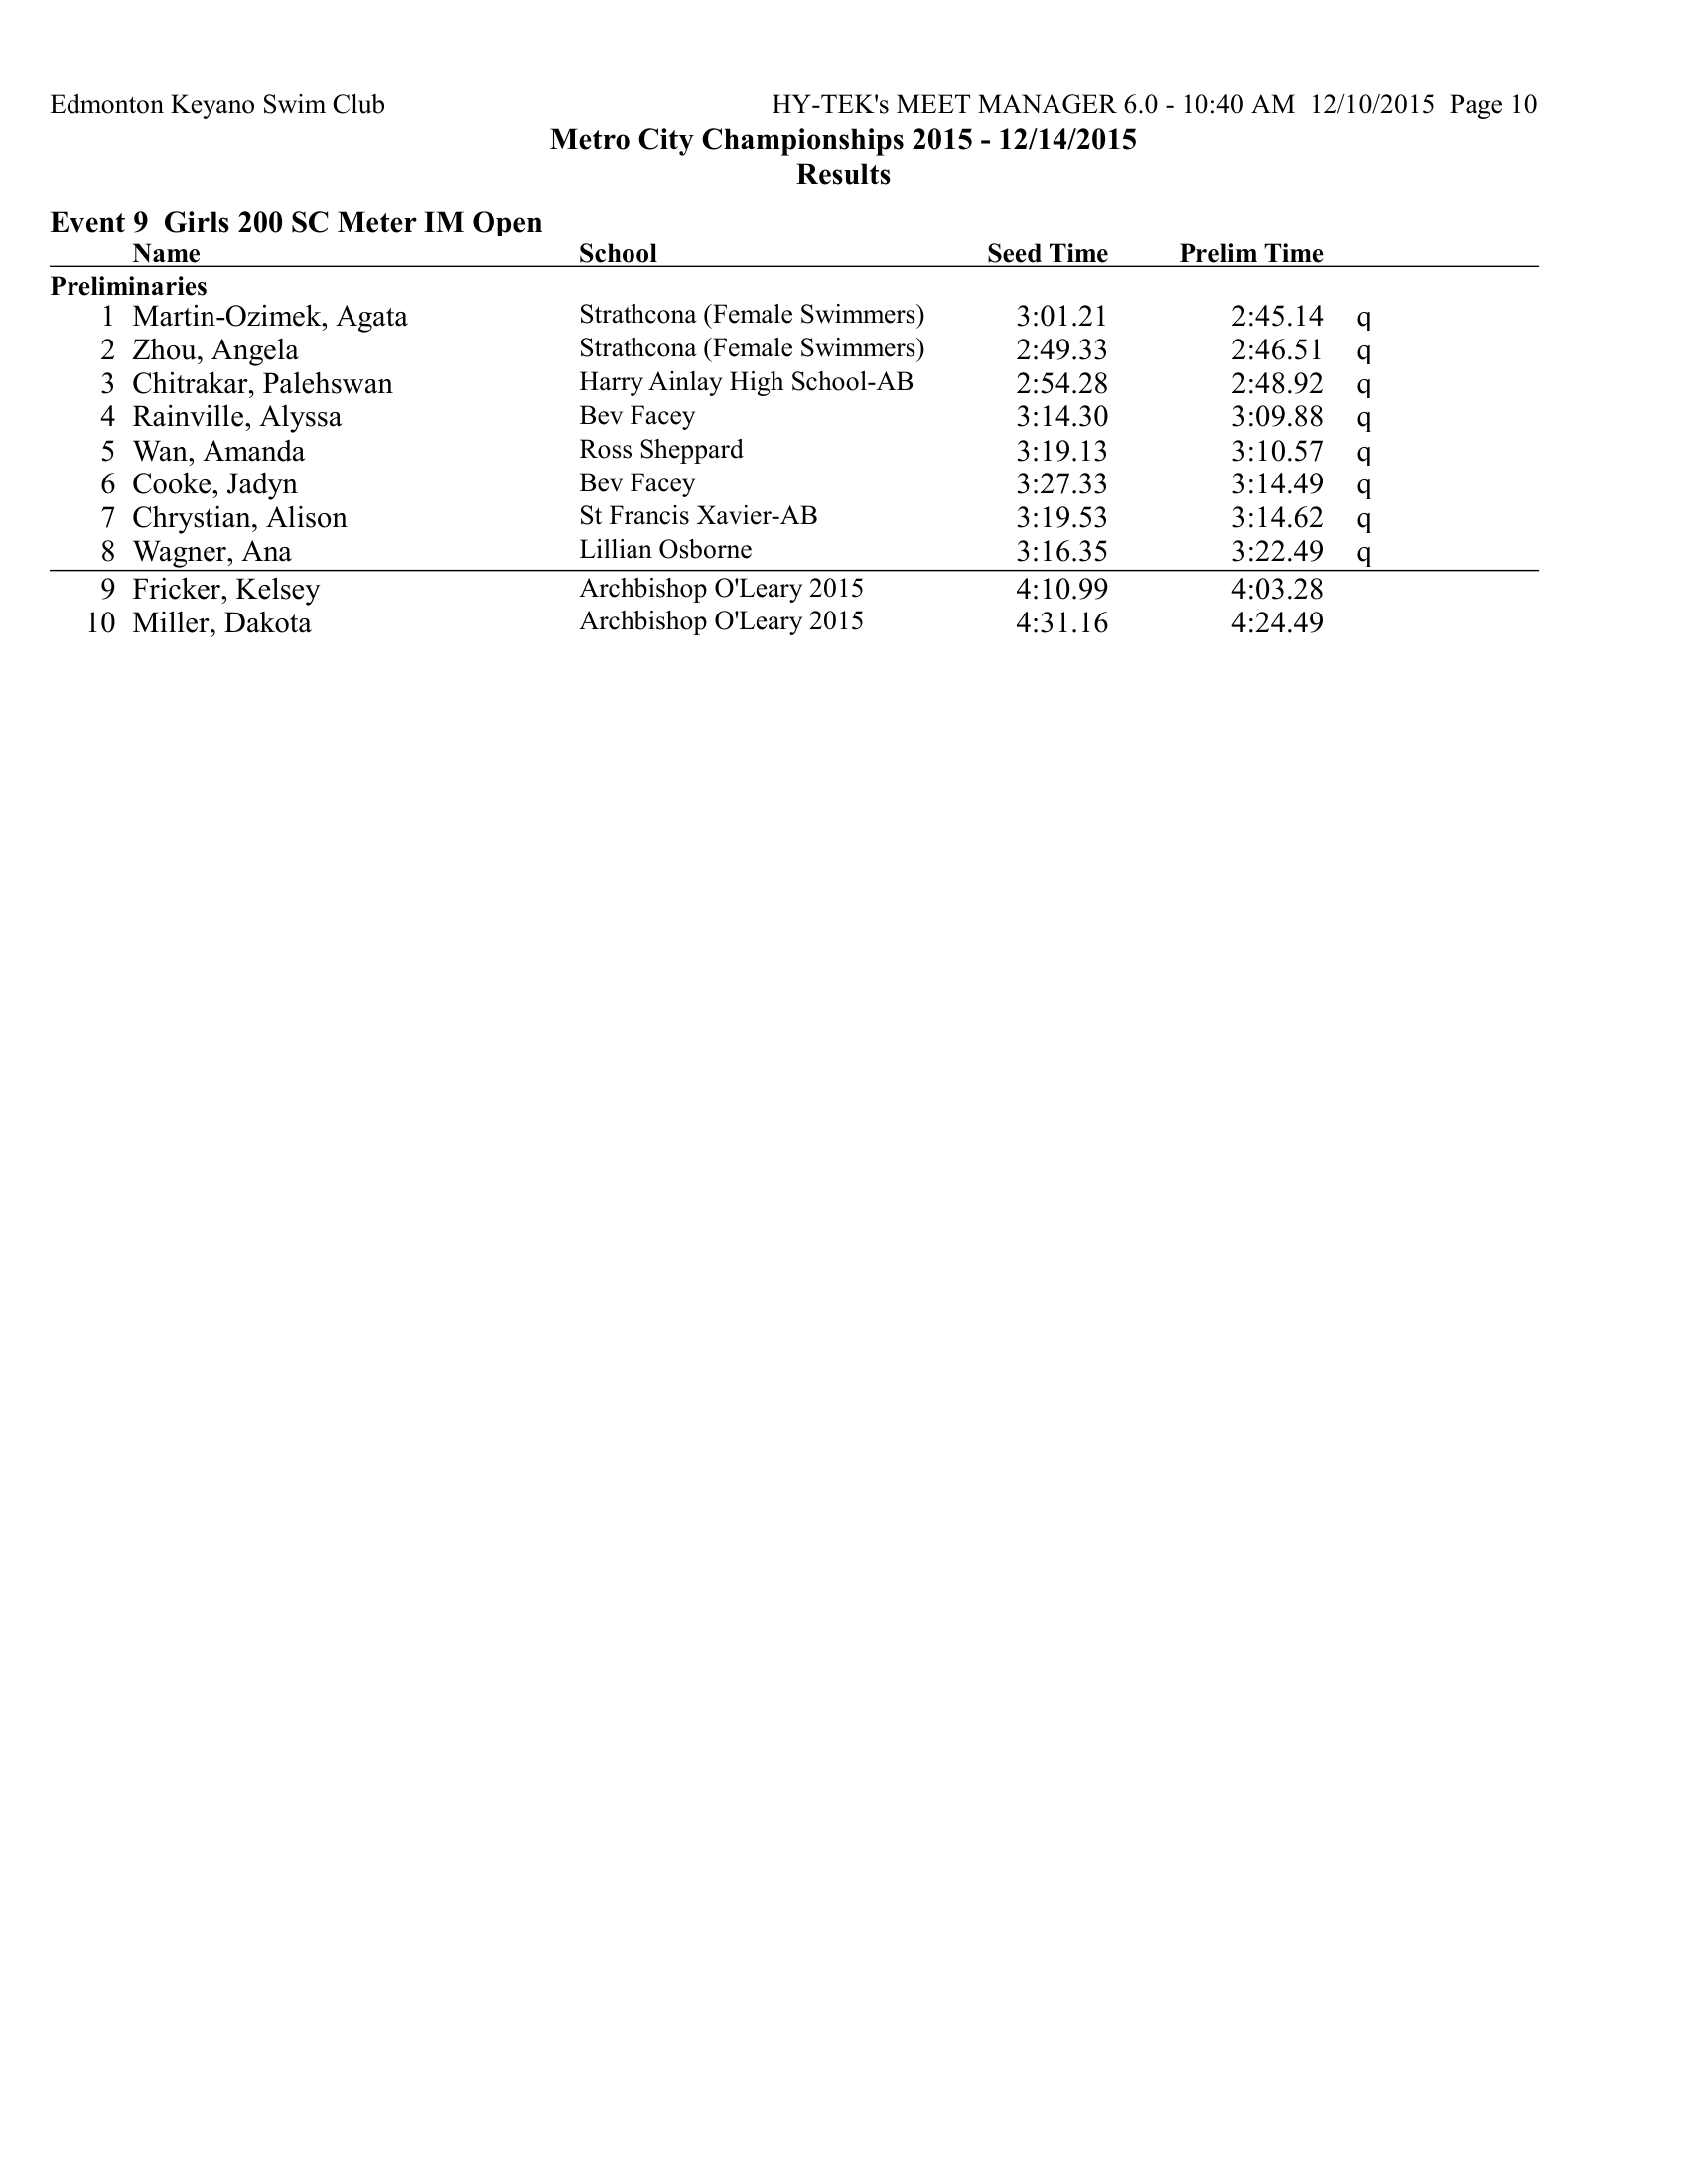 Edmonton Keyano Swim Club HY-TEK's MEET MANAGER 6.0 - 10:40 AM 12/10/2015 Page 10
Metro City Championships 2015 - 12/14/2015
Results
Event 9 Girls 200 SC Meter IM Open
Name School Seed Time Prelim Time
Preliminaries
1 Martin-Ozimek, Agata Strathcona (Female Swimmers) 3:01.21 2:45.14 q
2 Zhou, Angela Strathcona (Female Swimmers) 2:49.33 2:46.51 q
3 Chitrakar, Palehswan Harry Ainlay High School-AB 2:54.28 2:48.92 q
4 Rainville, Alyssa Bev Facey 3:14.30 3:09.88 q
5 Wan, Amanda Ross Sheppard 3:19.13 3:10.57 q
6 Cooke, Jadyn Bev Facey 3:27.33 3:14.49 q
7 Chrystian, Alison St Francis Xavier-AB 3:19.53 3:14.62 q
8 Wagner, Ana Lillian Osborne 3:16.35 3:22.49 q
9 Fricker, Kelsey Archbishop O'Leary 2015 4:10.99 4:03.28
10 Miller, Dakota Archbishop O'Leary 2015 4:31.16 4:24.49